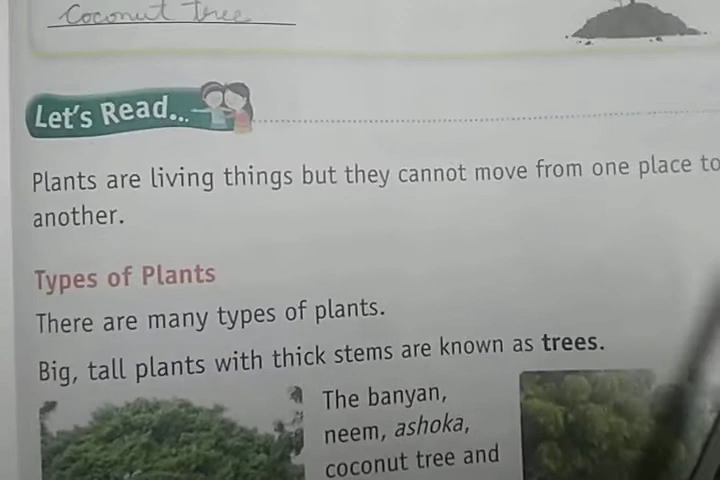 Coconut tree
Let's Read...
Plants are living things but they cannot move from one place to
another.
Types of Plants
There are many types of plants.
Big, tall plants with thick stems are known as trees.
The banyan,
neem, ashoka,
coconut tree and